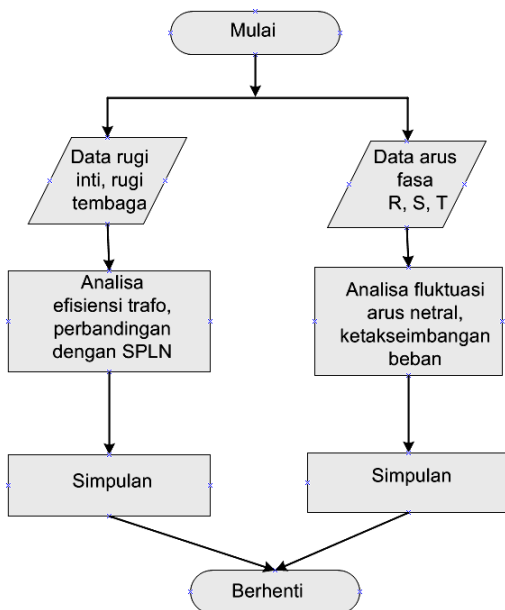 Mulai
Data rugi
inti, rugi
tembaga
Data arus
fasa
R, S, T
Analisa
efisiensi trafo,
perbandingan
dengan SPLN
Analisa fluktuasi
arus netral,
ketakseimbangan
beban
Simpulan
Simpulan
Berhenti